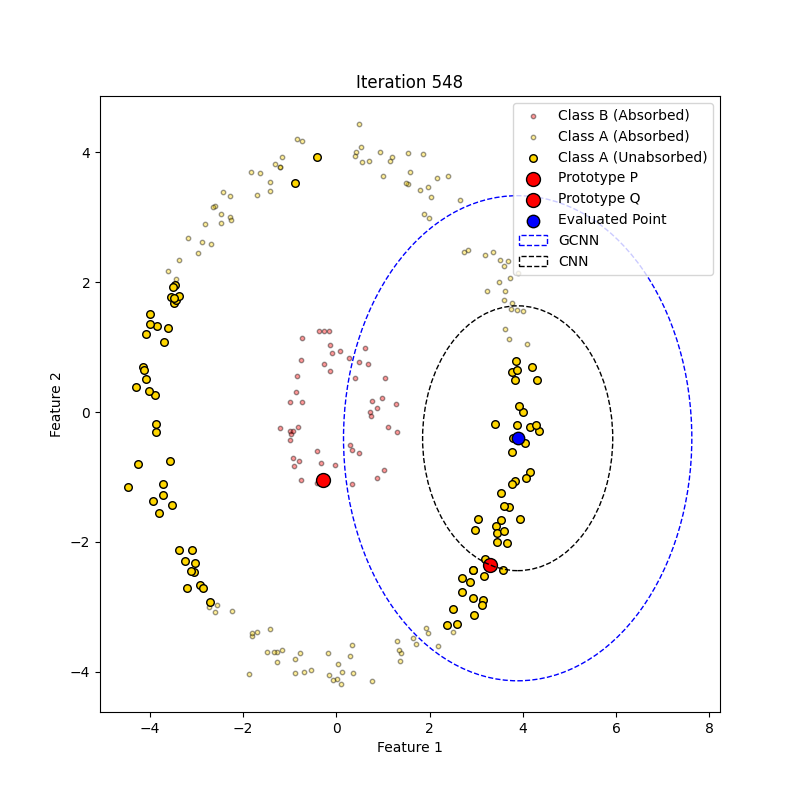 Iteration 548
Class B (Absorbed)
Class A (Absorbed)
Class A (Unabsorbed)
Prototype P
Prototype Q
Evaluated Point
GCNN
CNN
4
2
0
−2
−4
Feature 2
−4 −2 0 2 4 6 8
Feature 1